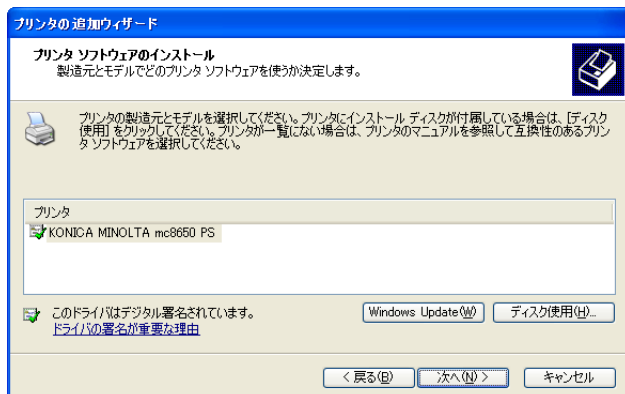 プリンタの追加ウィザード
プリンタ ソフトウェアのインストール
製造元とモデルでどのプリンタ ソフトウェアを使うか決定します。
プリンタの製造元とモデルを選択してください。プリンタにインストール ディスクが付属している場合は、[ディスク
使用] をクリックしてください。プリンタが一覧にない場合は、プリンタのマニュアルを参照して互換性のあるプリン
タ ソフトウェアを選択してください。
プリンタ
KONICA MINOLTA mc8650 PS
このドライバはデジタル署名されています。
ドライバの署名が重要な理由
Windows Update(W)
ディスク使用(H)...
< 戻る(B)
次へ(N) >
キャンセル